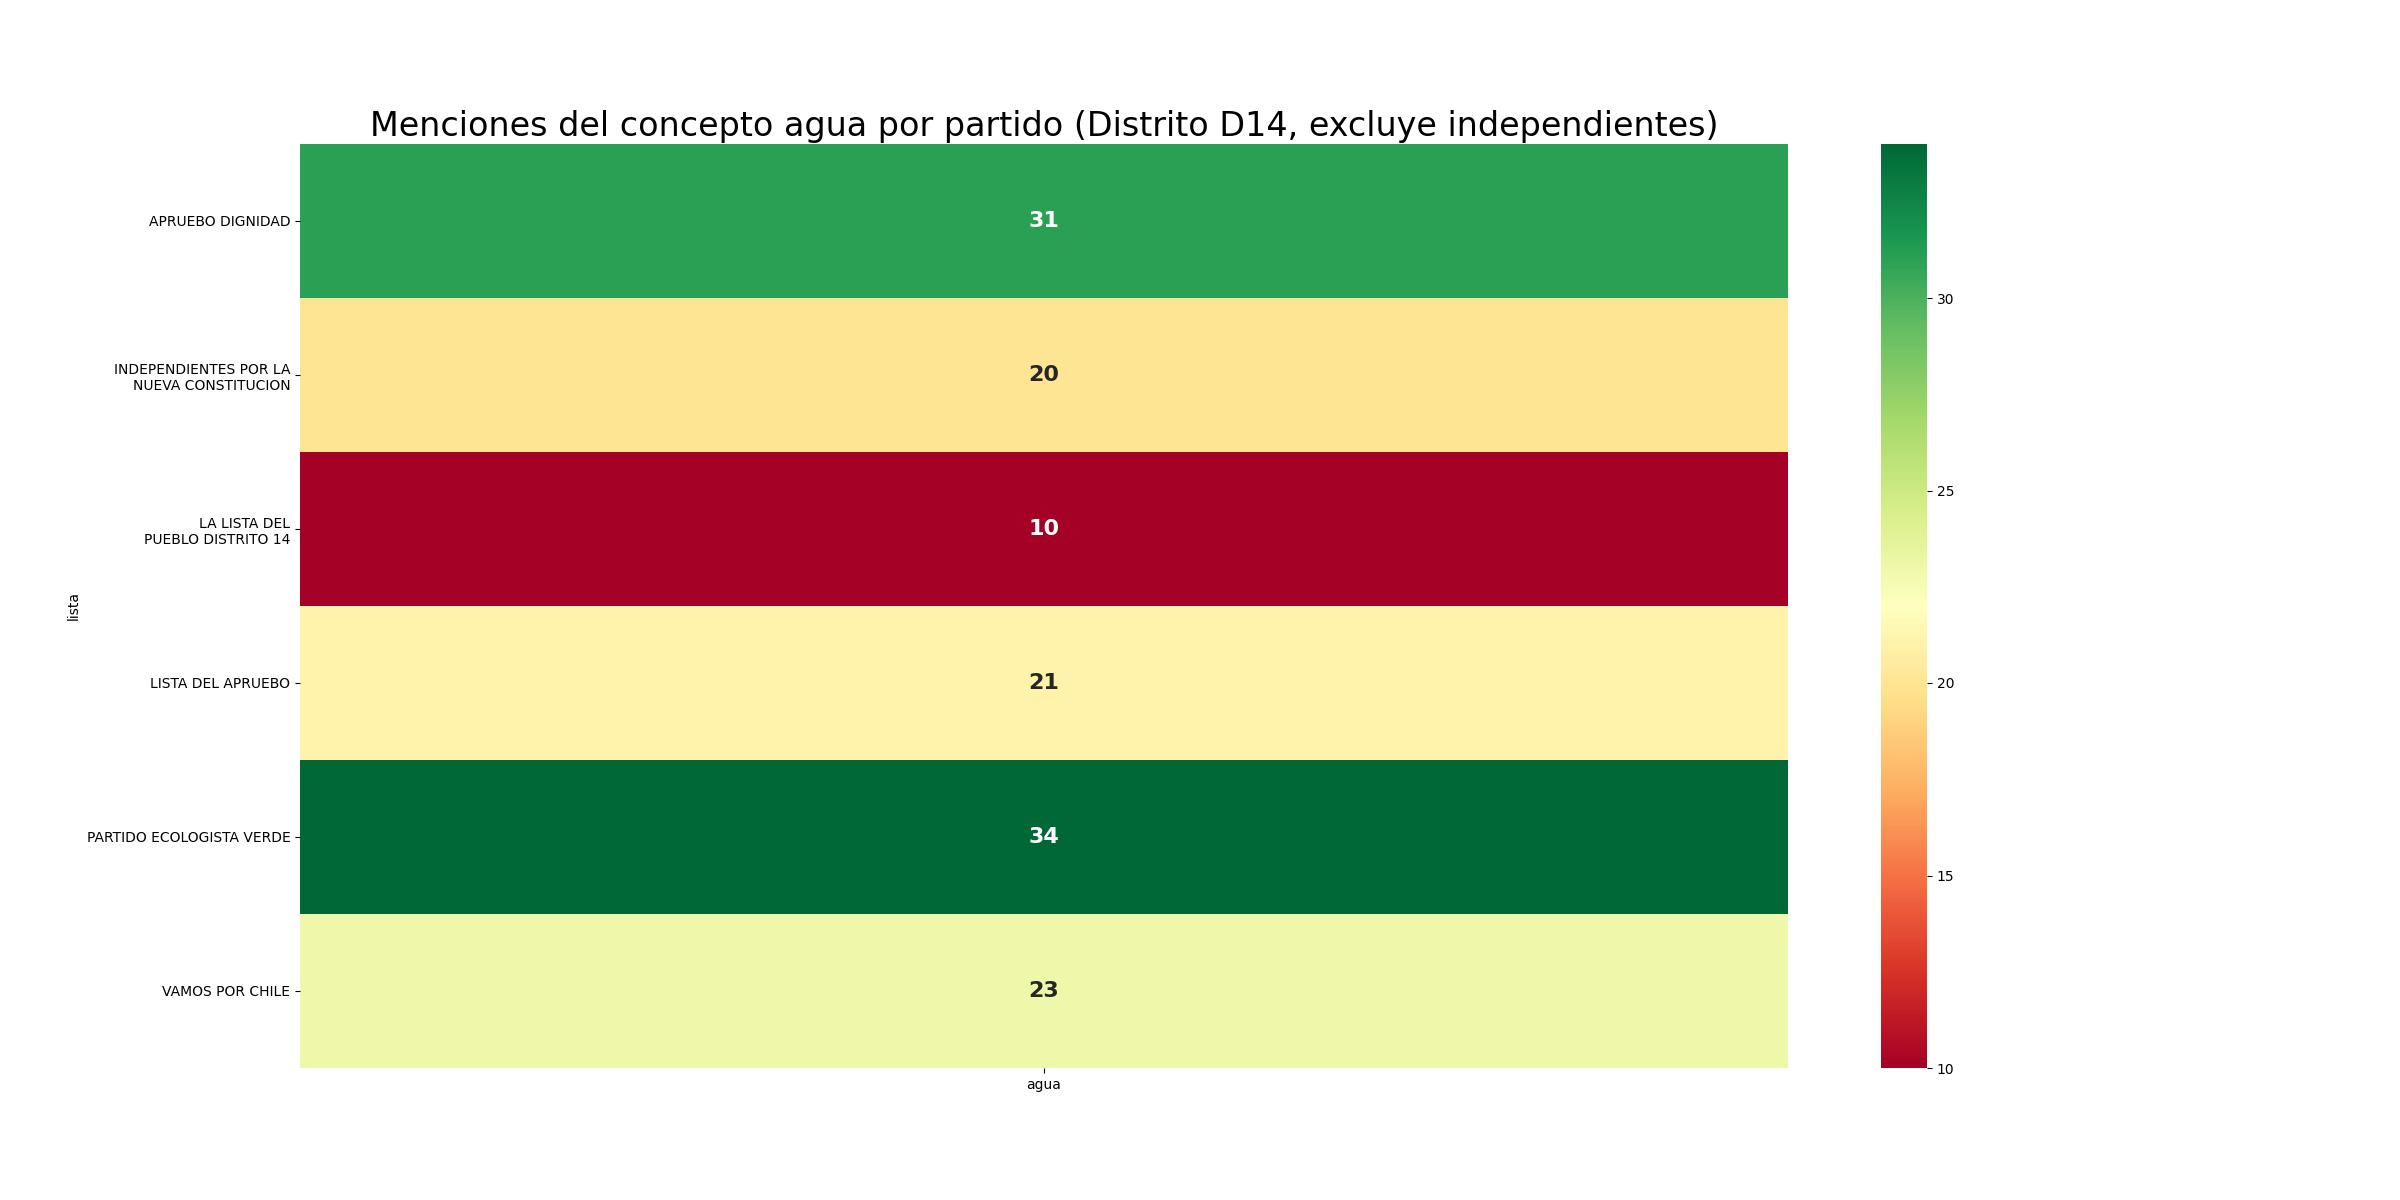 Menciones del concepto agua por partido (Distrito D14, excluye independientes)
lista
APRUEBO DIGNIDAD
31
INDEPENDIENTES POR LA
NUEVA CONSTITUCION
20
LA LISTA DEL
PUEBLO DISTRITO 14
10
LISTA DEL APRUEBO
21
PARTIDO ECOLOGISTA VERDE
34
VAMOS POR CHILE
23
agua
30
25
20
15
10